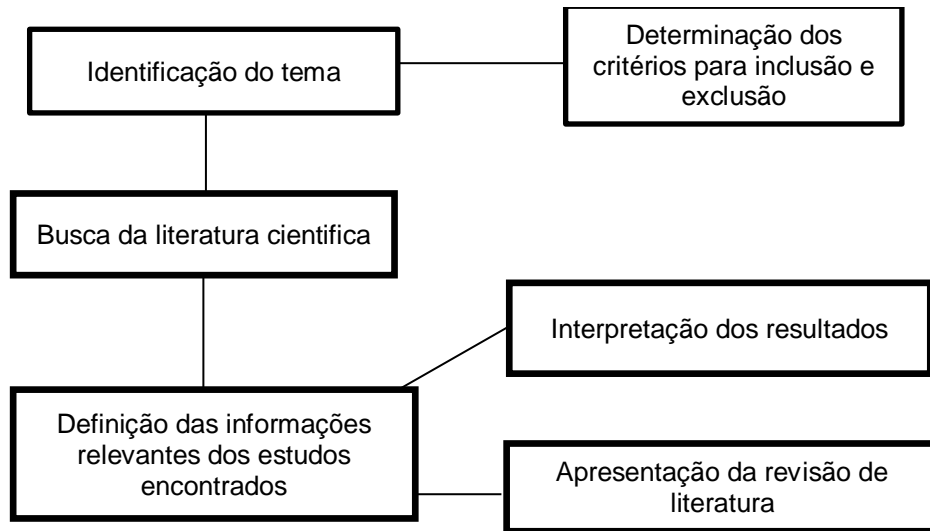 Identificação do tema
Determinação dos
critérios para inclusão e
exclusão
Busca da literatura cientifica
Interpretação dos resultados
Definição das informações
relevantes dos estudos
encontrados
Apresentação da revisão de
literatura